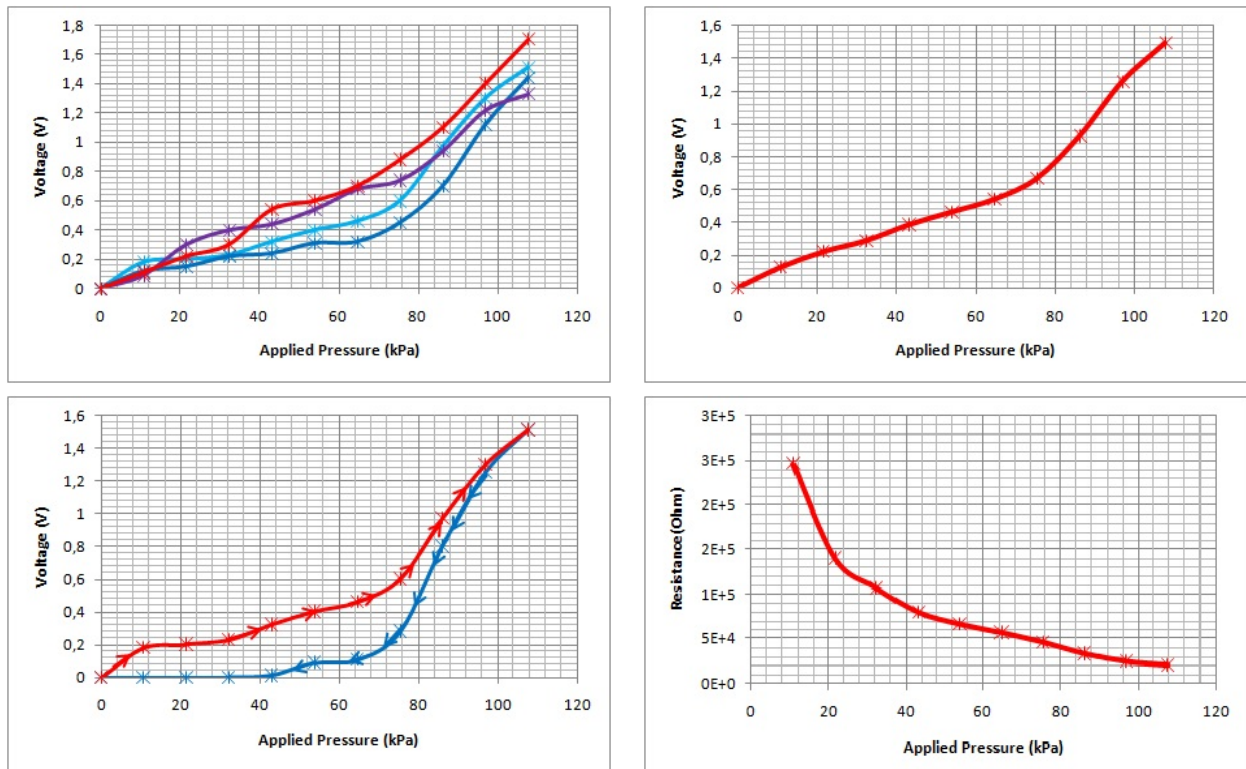 1,8
1,6
1,4
1,2
1
0,8
0,6
0,4
0,2
0
Voltage (V)
0 20 40 60 80 100 120
Applied Pressure (kPa)
1,6
1,4
1,2
1
0,8
0,6
0,4
0,2
0
Voltage (V)
0 20 40 60 80 100 120
Applied Pressure (kPa)
1,6
1,4
1,2
1
0,8
0,6
0,4
0,2
0
Voltage (V)
0 20 40 60 80 100 120
Applied Pressure (kPa)
3E+5
3E+5
2E+5
2E+5
1E+5
5E+4
0E+0
Resistance(Ohm)
0 20 40 60 80 100 120
Applied Pressure (kPa)